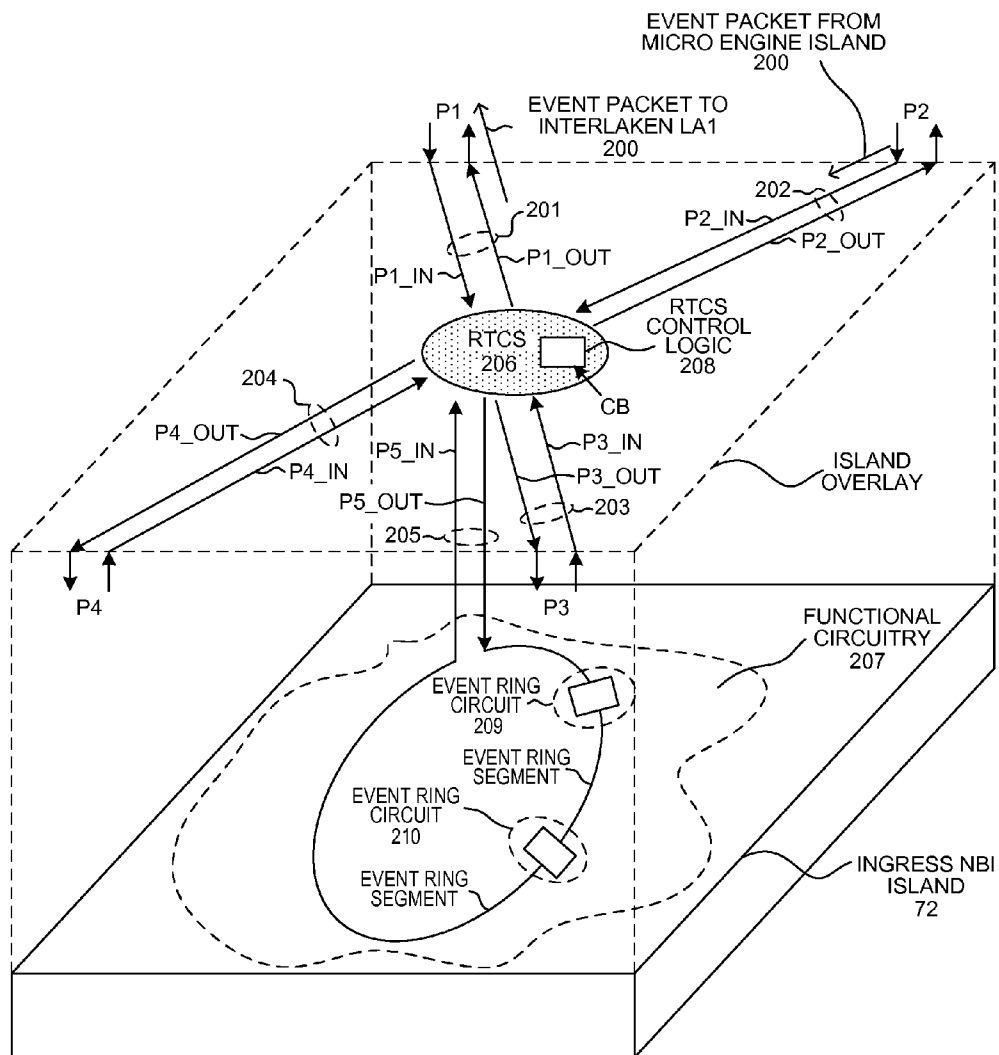 EVENT PACKET FROM
MICRO ENGINE ISLAND
200
P1
EVENT PACKET TO
INTERLAKEN LA1
200
P2
201
202
P2_IN
P2_OUT
P1_IN
P1_OUT
RTCS
206
RTCS
CONTROL
LOGIC
208
CB
204
P4_OUT
P4_IN
P5_IN
P3_IN
P3_OUT
P5_OUT
203
205
ISLAND
OVERLAY
P4
P3
FUNCTIONAL
CIRCUITRY
207
EVENT RING
CIRCUIT
209
EVENT RING
SEGMENT
EVENT RING
CIRCUIT
210
EVENT RING
SEGMENT
INGRESS NBI
ISLAND
72